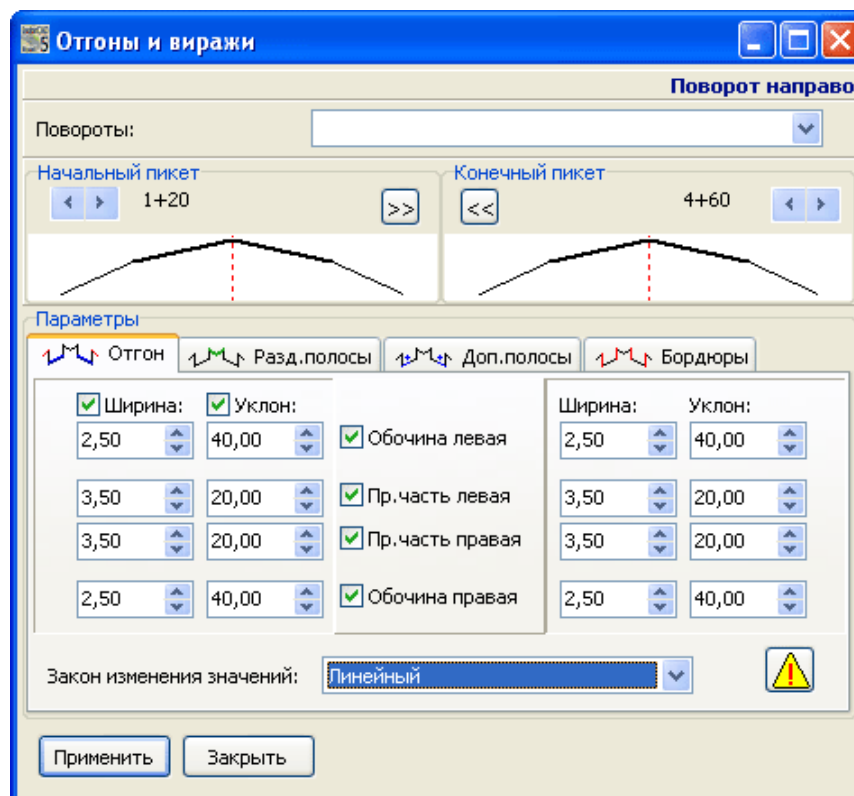 Отгоны и виражи
Поворот направо
Повороты:
Начальный пикет
Конечный пикет
1+20
>>
<<
4+60
Параметры
Отгон
Разд.полосы
Доп.полосы
Бордюры
Ширина:
Уклон:
Ширина:
Уклон:
2,50
40,00
Обочина левая
2,50
40,00
3,50
20,00
Пр.часть левая
3,50
20,00
3,50
20,00
Пр.часть правая
3,50
20,00
2,50
40,00
Обочина правая
2,50
40,00
Закон изменения значений:
Линейный
Применить
Закрыть